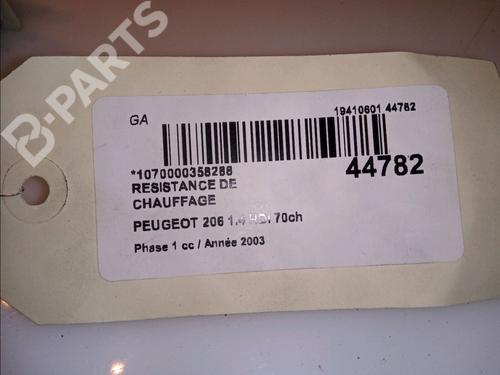 B-PARTS
GA
19410601 44782
*1070000358288
44782
RESISTANCE DE
CHAUFFAGE
PEUGEOT 206 1.4 HDI 70ch
Phase 1 cc / Année 2003